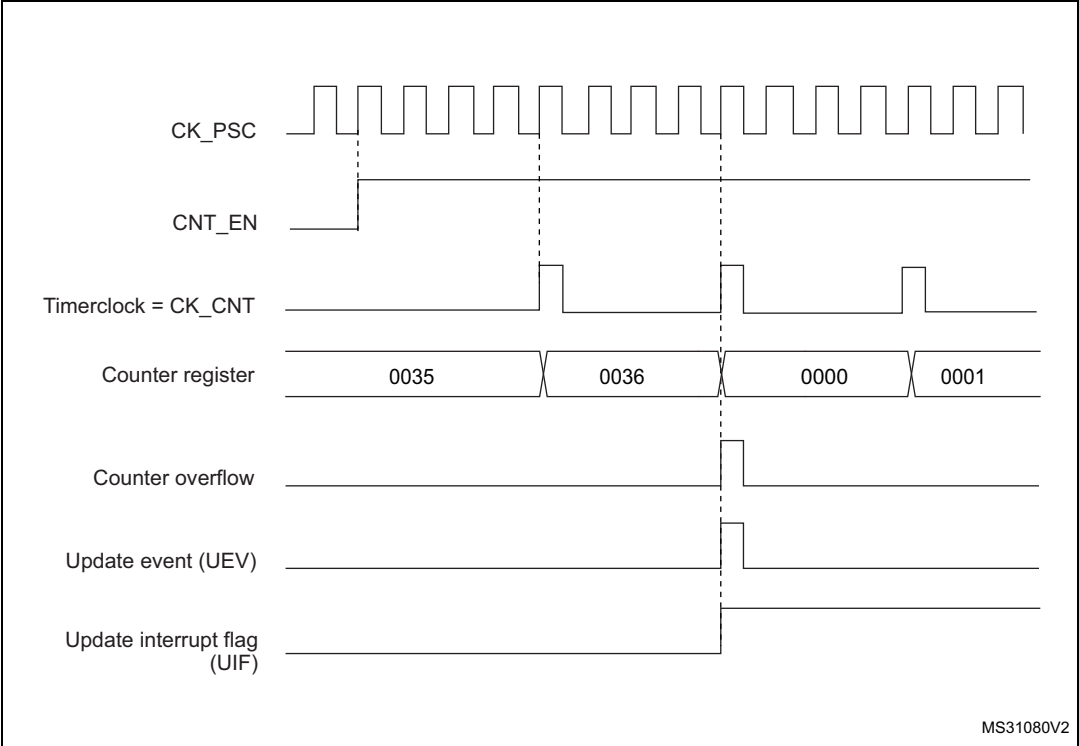 CK_PSC
CNT_EN
Timerclock = CK_CNT
Counter register
0035
0036
0000
0001
Counter overflow
Update event (UEV)
Update interrupt flag
(UIF)
MS31080V2